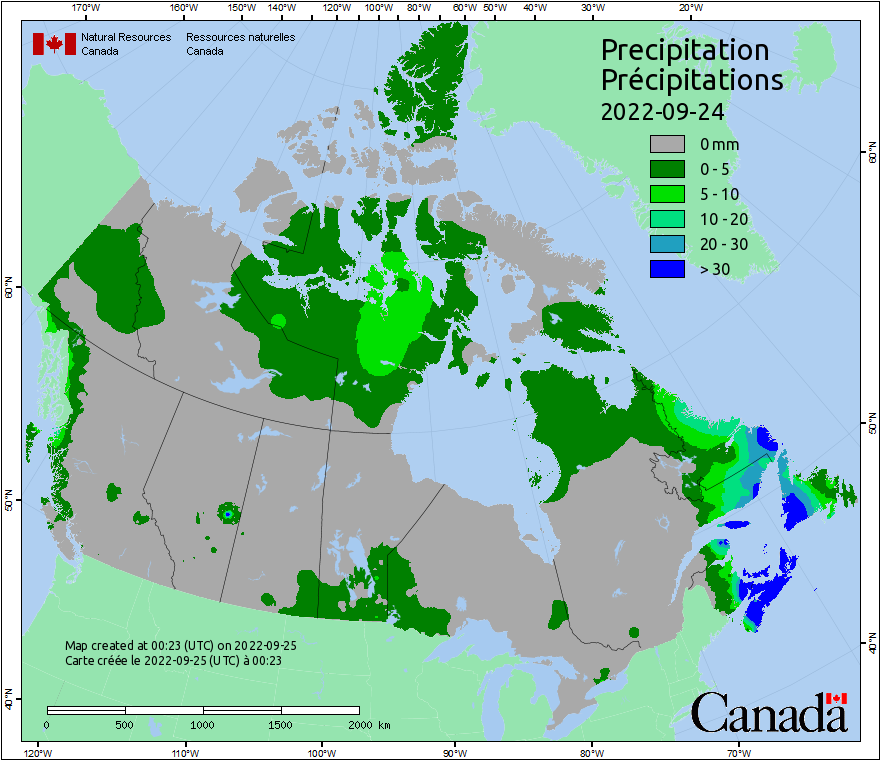 170°W 160°W 150°W 140°W 120°W 100°W 80°W 60°W 50°W 40°W 30°W 20°W
Natural Resources Ressources naturelles
Canada Canada
Precipitation
Précipitations
2022-09-24
0 mm
0 - 5
5 - 10
10 - 20
20 - 30
> 30
60°N
60°N
50°N
50°N
40°N
40°N
Map created at 00:23 (UTC) on 2022-09-25
Carte créée le 2022-09-25 (UTC) à 00:23
0 500 1000 1500 2000 km
Canada
120°W 110°W 100°W 90°W 80°W 70°W